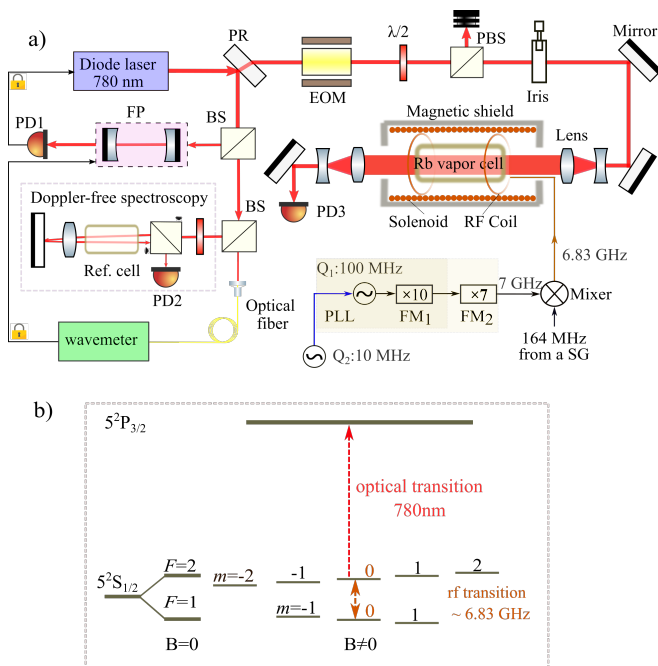 a)
Diode laser
780 nm
PR
EOM
λ/2
PBS
Iris
Mirror
PD1
FP
BS
Magnetic shield
Rb vapor cell
Lens
PD3
Solenoid
RF Coil
Doppler-free spectroscopy
Ref. cell
PD2
BS
Optical
fiber
wavemeter
6.83 GHz
Q₁:100 MHz
×10
×7
7 GHz
Mixer
PLL
FM₁
FM₂
Q₂:10 MHz
164 MHz
from a SG
b)
5²P₃/₂
optical transition
780nm
5²S₁/₂
F=2
m=-2
-1
0
1
2
F=1
m=-1
0
1
rf transition
~ 6.83 GHz
B=0
B≠0